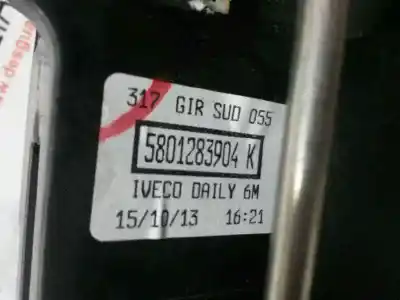 317 GIR SUD 055
5801283904 K
IVECO DAILY 6M
15/10/13 16:21